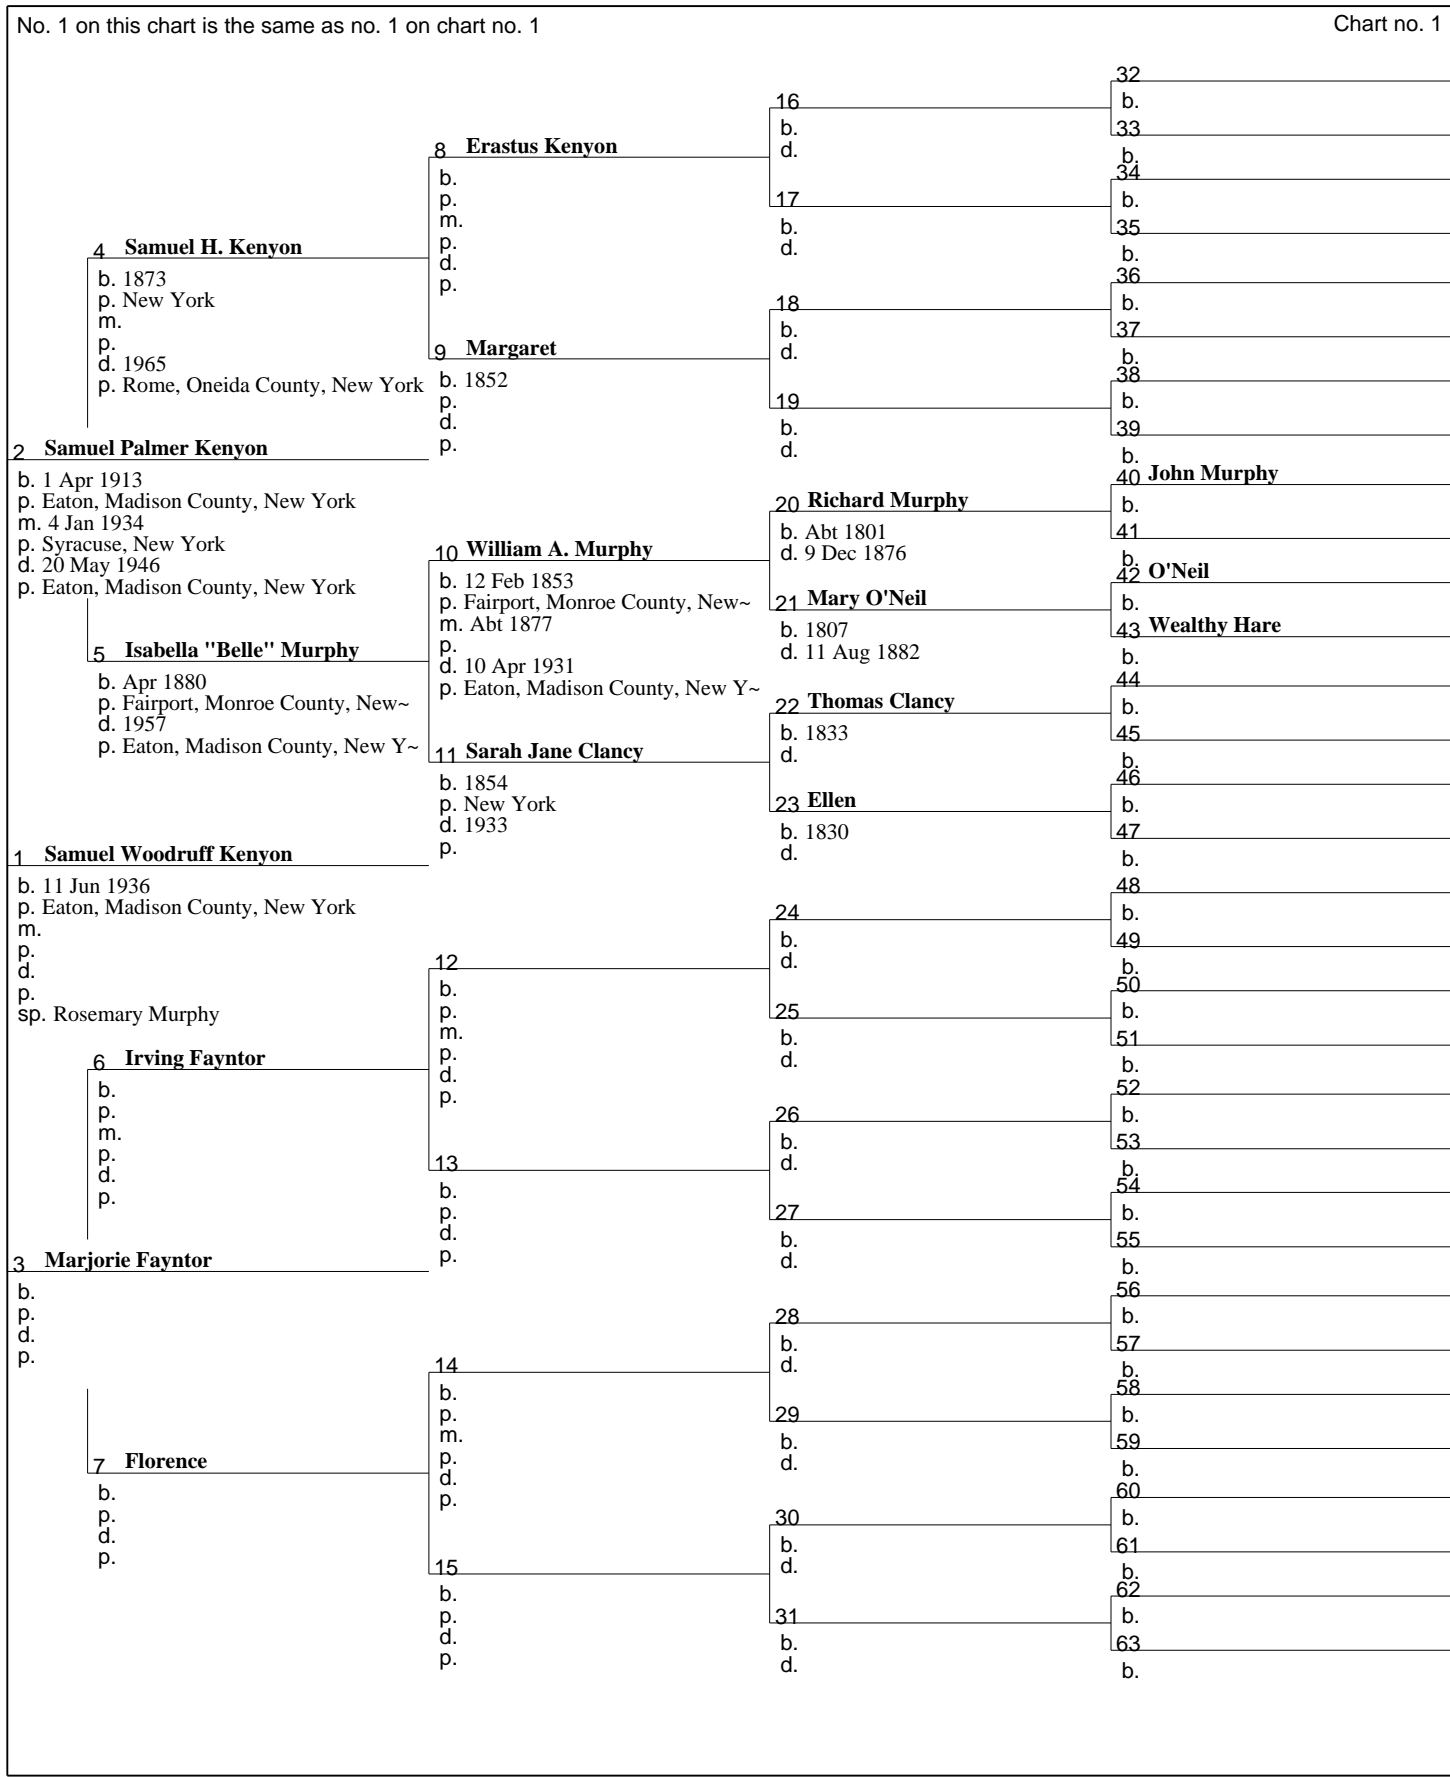 No. 1 on this chart is the same as no. 1 on chart no. 1
Chart no. 1
2 Samuel Palmer Kenyon
b. 1 Apr 1913
p. Eaton, Madison County, New York
m. 4 Jan 1934
p. Syracuse, New York
d. 20 May 1946
p. Eaton, Madison County, New York
1 Samuel Woodruff Kenyon
b. 11 Jun 1936
p. Eaton, Madison County, New York
m.
p.
d.
p.
sp. Rosemary Murphy
3 Marjorie Fayntor
b.
p.
d.
p.
4 Samuel H. Kenyon
b. 1873
p. New York
m.
p.
d. 1965
p. Rome, Oneida County, New York
5 Isabella "Belle" Murphy
b. Apr 1880
p. Fairport, Monroe County, New~
d. 1957
p. Eaton, Madison County, New Y~
6 Irving Fayntor
b.
p.
m.
p.
d.
p.
7 Florence
b.
p.
d.
p.
8 Erastus Kenyon
b.
p.
m.
p.
d.
p.
9 Margaret
b. 1852
p.
d.
p.
10 William A. Murphy
b. 12 Feb 1853
p. Fairport, Monroe County, New~
m. Abt 1877
p.
d. 10 Apr 1931
p. Eaton, Madison County, New Y~
11 Sarah Jane Clancy
b. 1854
p. New York
d. 1933
p.
12
b.
p.
m.
p.
d.
p.
13
b.
p.
d.
p.
14
b.
p.
m.
p.
d.
p.
15
b.
p.
d.
p.
16
b.
d.
17
b.
d.
18
b.
d.
19
b.
d.
20 Richard Murphy
b. Abt 1801
d. 9 Dec 1876
21 Mary O'Neil
b. 1807
d. 11 Aug 1882
22 Thomas Clancy
b. 1833
d.
23 Ellen
b. 1830
d.
24
b.
d.
25
b.
d.
26
b.
d.
27
b.
d.
28
b.
d.
29
b.
d.
30
b.
d.
31
b.
d.
32
b.
33
b.
34
b.
35
b.
36
b.
37
b.
38
b.
39
b.
40 John Murphy
b.
41
b.
42 O'Neil
b.
43 Wealthy Hare
b.
44
b.
45
b.
46
b.
47
b.
48
b.
49
b.
50
b.
51
b.
52
b.
53
b.
54
b.
55
b.
56
b.
57
b.
58
b.
59
b.
60
b.
61
b.
62
b.
63
b.